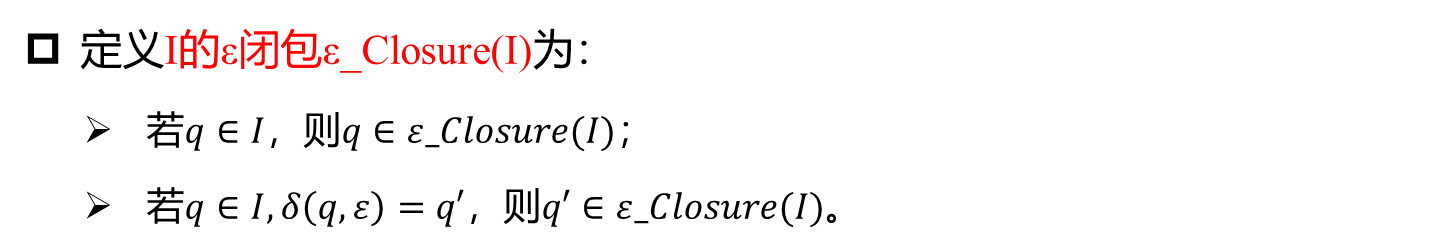 定义I的ε闭包ε_Closure(I)为：
若q ∈ I，则q ∈ ε_Closure(I)；
若q ∈ I, δ(q, ε) = q′，则q′ ∈ ε_Closure(I)。